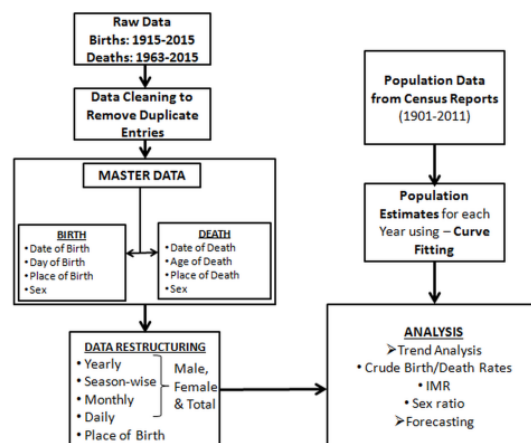 Raw Data
Births: 1915-2015
Deaths: 1963-2015
Data Cleaning to
Remove Duplicate
Entries
MASTER DATA
BIRTH
• Date of Birth
• Day of Birth
• Place of Birth
• Sex
DEATH
• Date of Death
• Age of Death
• Place of Death
• Sex
DATA RESTRUCTURING
• Yearly
• Season-wise
• Monthly
• Daily
• Place of Birth
Male,
Female
& Total
Population Data
from Census Reports
(1901-2011)
Population
Estimates for each
Year using – Curve
Fitting
ANALYSIS
➢Trend Analysis
• Crude Birth/Death Rates
• IMR
• Sex ratio
➢Forecasting